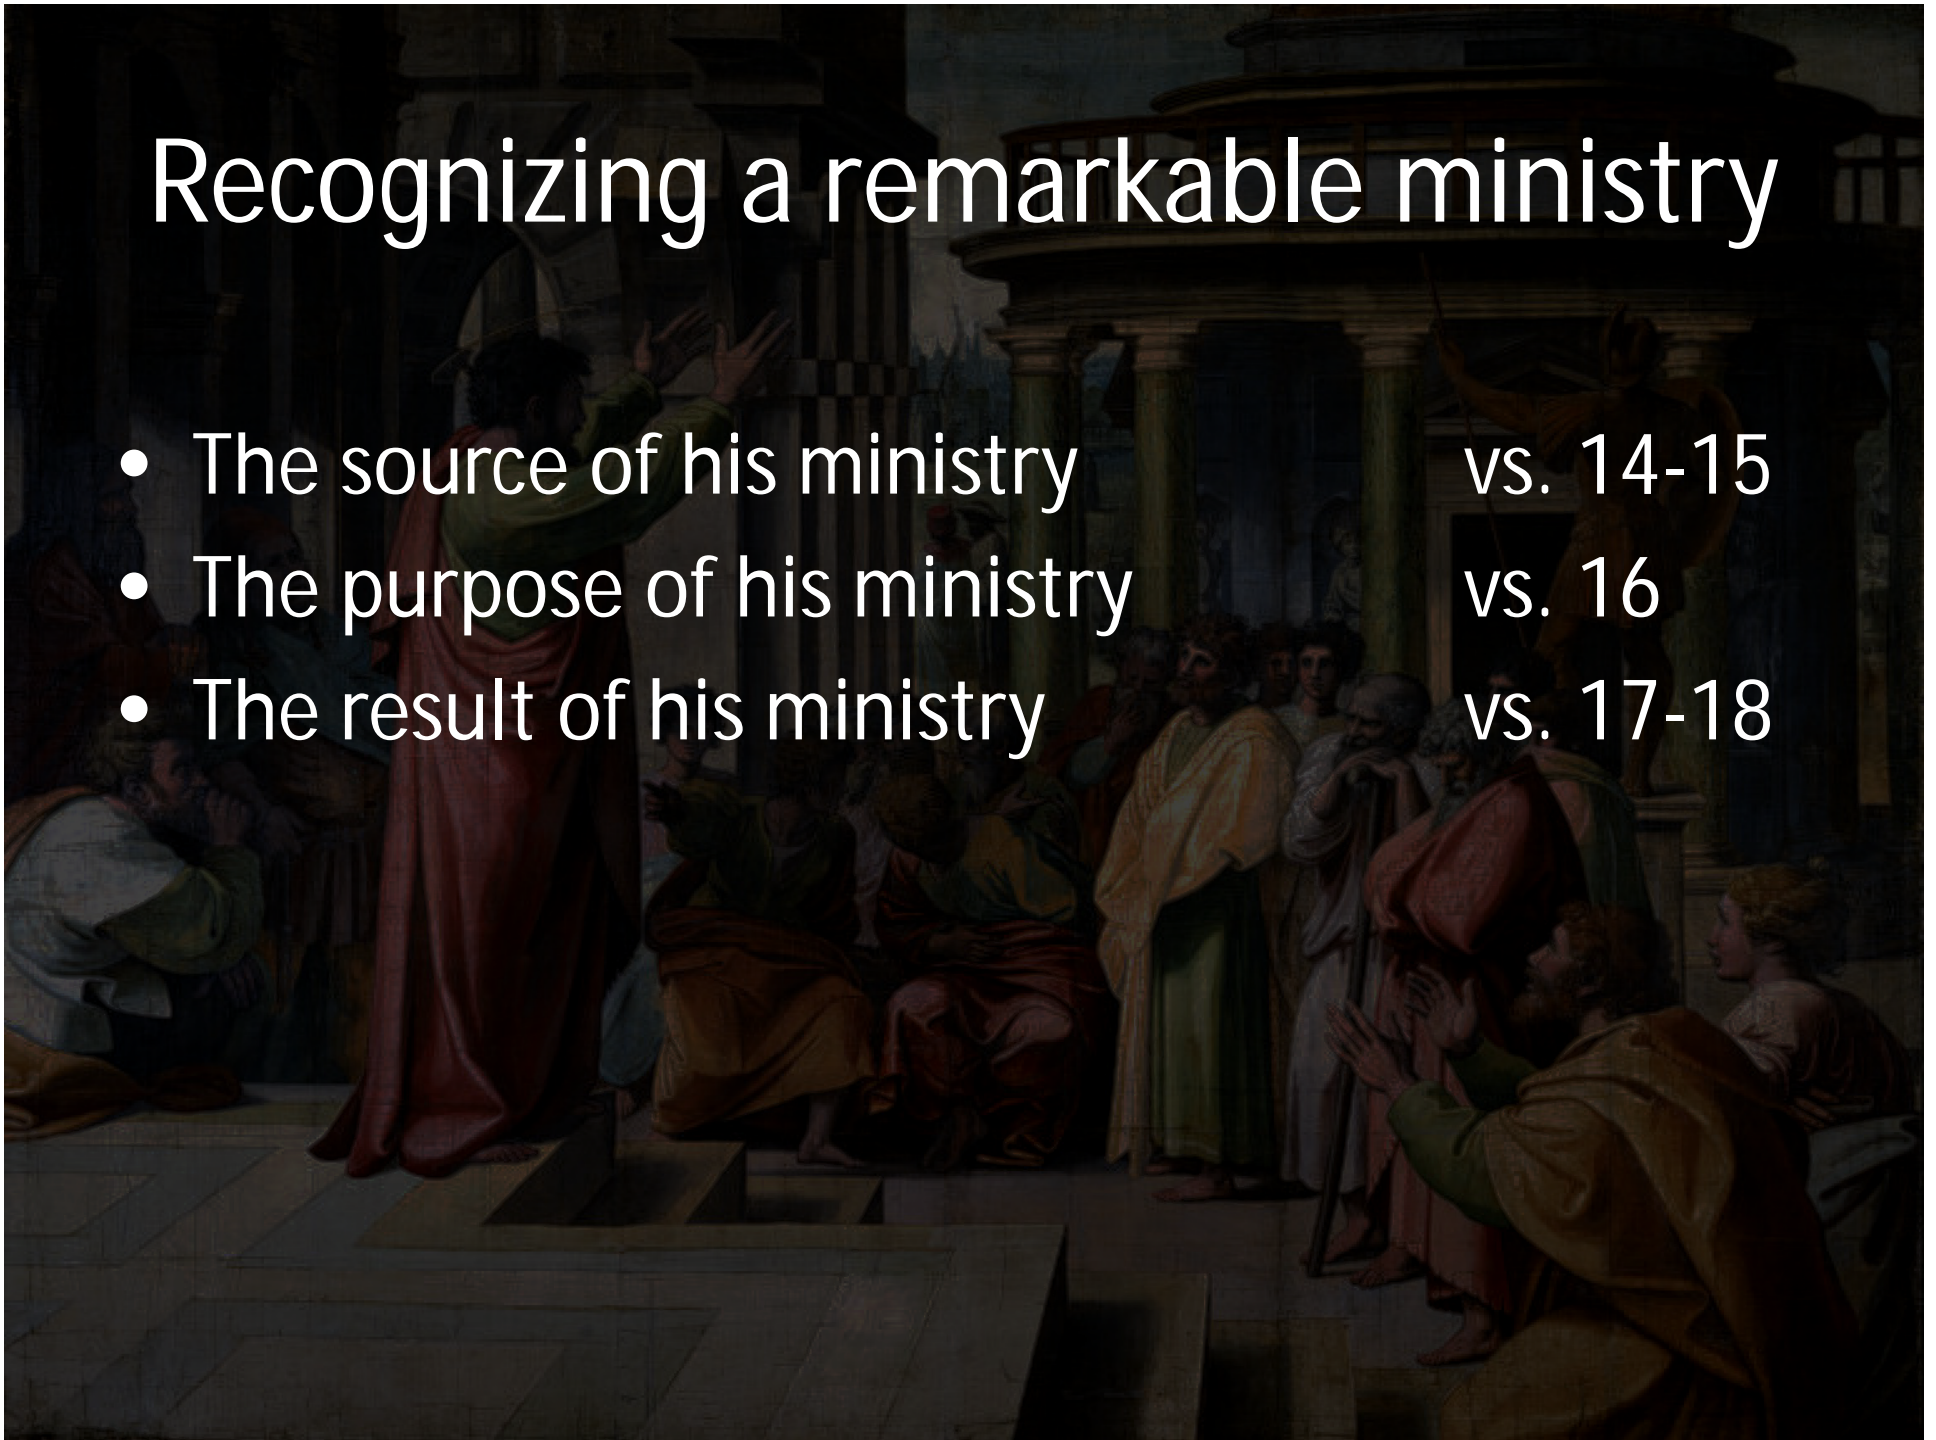 Recognizing a remarkable ministry
• The source of his ministry vs. 14-15
• The purpose of his ministry vs. 16
• The result of his ministry vs. 17-18